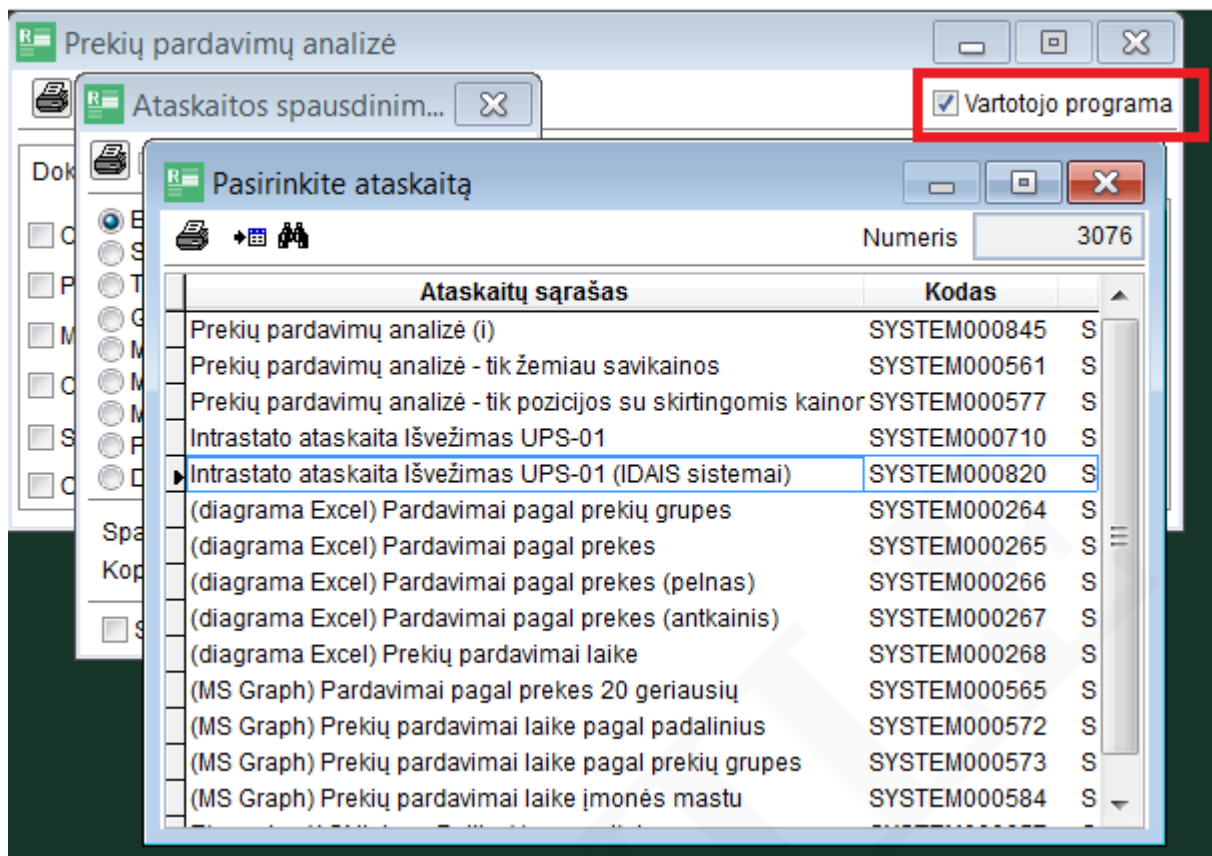 Prekių pardavimų analizė
Vartotojo programa
Ataskaitos spausdinim...
Dok
Pasirinkite ataskaitą
Numeris 3076
Ataskaitų sąrašas Kodas
Prekių pardavimų analizė (i) SYSTEM000845 S
Prekių pardavimų analizė - tik žemiau savikainos SYSTEM000561 S
Prekių pardavimų analizė - tik pozicijos su skirtingomis kainor SYSTEM000577 S
Intrastato ataskaita Išvežimas UPS-01 SYSTEM000710 S
Intrastato ataskaita Išvežimas UPS-01 (IDAIS sistemai) SYSTEM000820 S
(diagrama Excel) Pardavimai pagal prekių grupes SYSTEM000264 S
(diagrama Excel) Pardavimai pagal prekes SYSTEM000265 S
(diagrama Excel) Pardavimai pagal prekes (pelnas) SYSTEM000266 S
(diagrama Excel) Pardavimai pagal prekes (antkainis) SYSTEM000267 S
(diagrama Excel) Prekių pardavimai laike SYSTEM000268 S
(MS Graph) Pardavimai pagal prekes 20 geriausių SYSTEM000565 S
(MS Graph) Prekių pardavimai laike pagal padalinius SYSTEM000572 S
(MS Graph) Prekių pardavimai laike pagal prekių grupes SYSTEM000573 S
(MS Graph) Prekių pardavimai laike įmonės mastu SYSTEM000584 S
Spa
Kop